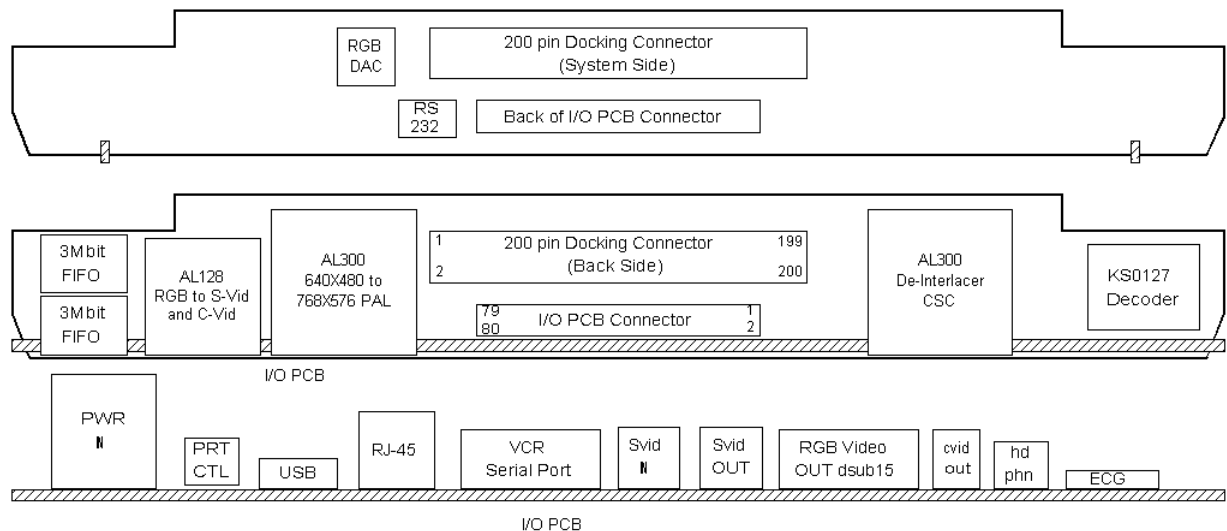 RGB
DAC
200 pin Docking Connector
(System Side)
RS
232
Back of I/O PCB Connector
3Mbit
FIFO
3Mbit
FIFO
AL128
RGB to S-Vid
and C-Vid
AL300
640X480 to
768X576 PAL
1
200 pin Docking Connector
199
2
(Back Side)
200
79
I/O PCB Connector
1
80
2
AL300
De-Interlacer
CSC
KS0127
Decoder
I/O PCB
PWR
IN
PRT
CTL
USB
RJ-45
VCR
Serial Port
Svid
IN
Svid
OUT
RGB Video
OUT dsub15
cvid
out
hd
phn
ECG
I/O PCB